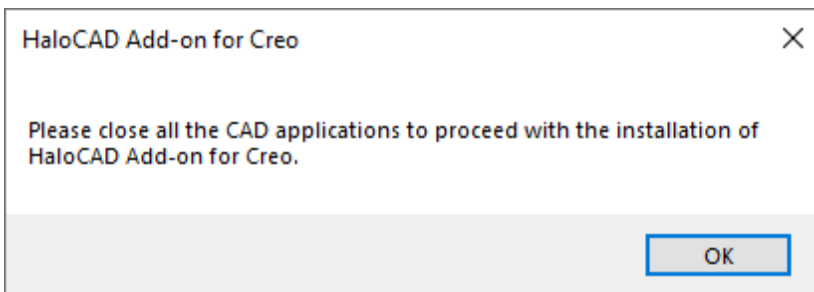 HaloCAD Add-on for Creo
Please close all the CAD applications to proceed with the installation of
HaloCAD Add-on for Creo.
OK